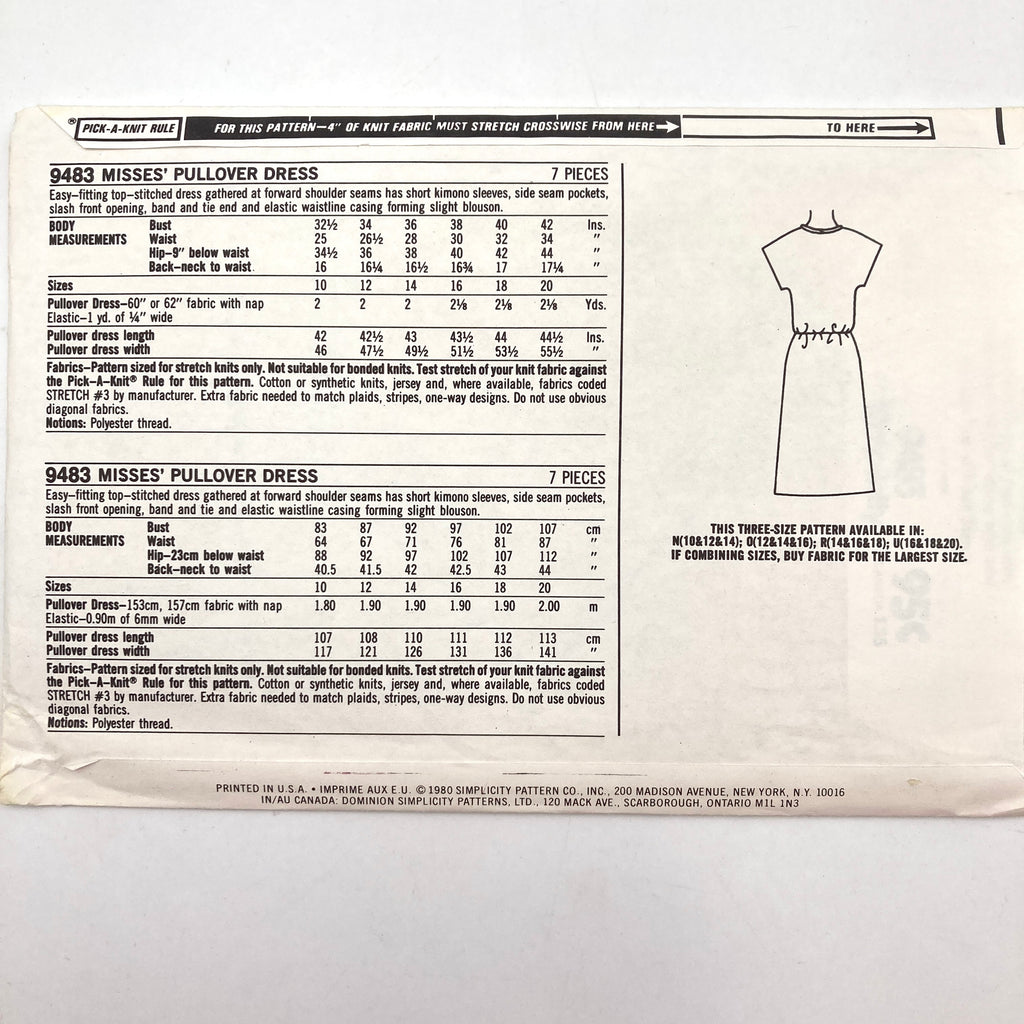 ® PICK-A-KNIT RULE FOR THIS PATTERN—4" OF KNIT FABRIC MUST STRETCH CROSSWISE FROM HERE TO HERE
9483 MISSES' PULLOVER DRESS 7 PIECES
Easy-fitting top-stitched dress gathered at forward shoulder seams has short kimono sleeves, side seam pockets,
slash front opening, band and tie end and elastic waistline casing forming slight blouson.
BODY Bust 32½ 34 36 38 40 42 Ins.
MEASUREMENTS Waist 25 26½ 28 30 32 34 "
Hip-9" below waist 34½ 36 38 40 42 44 "
Back-neck to waist 16 16¼ 16½ 16¾ 17 17¼ "
Sizes 10 12 14 16 18 20
Pullover Dress-60" or 62" fabric with nap 2 2 2 2⅛ 2⅛ 2⅛ Yds.
Elastic-1 yd. of ¼" wide
Pullover dress length 42 42½ 43 43½ 44 44½ Ins.
Pullover dress width 46 47½ 49½ 51½ 53½ 55½ "
Fabrics-Pattern sized for stretch knits only. Not suitable for bonded knits. Test stretch of your knit fabric against
the Pick-A-Knit® Rule for this pattern. Cotton or synthetic knits, jersey and, where available, fabrics coded
STRETCH #3 by manufacturer. Extra fabric needed to match plaids, stripes, one-way designs. Do not use obvious
diagonal fabrics.
Notions: Polyester thread.
9483 MISSES' PULLOVER DRESS 7 PIECES
Easy-fitting top-stitched dress gathered at forward shoulder seams has short kimono sleeves, side seam pockets,
slash front opening, band and tie end and elastic waistline casing forming slight blouson.
BODY Bust 83 87 92 97 102 107 cm
MEASUREMENTS Waist 64 67 71 76 81 87 "
Hip-23cm below waist 88 92 97 102 107 112 "
Back-neck to waist 40.5 41.5 42 42.5 43 44 "
Sizes 10 12 14 16 18 20
Pullover Dress-153cm, 157cm fabric with nap 1.80 1.90 1.90 1.90 1.90 2.00 m
Elastic-0.90m of 6mm wide
Pullover dress length 107 108 110 111 112 113 cm
Pullover dress width 117 121 126 131 136 141 "
Fabrics-Pattern sized for stretch knits only. Not suitable for bonded knits. Test stretch of your knit fabric against
the Pick-A-Knit® Rule for this pattern. Cotton or synthetic knits, jersey and, where available, fabrics coded
STRETCH #3 by manufacturer. Extra fabric needed to match plaids, stripes, one-way designs. Do not use obvious
diagonal fabrics.
Notions: Polyester thread.
THIS THREE-SIZE PATTERN AVAILABLE IN:
N(10&12&14); O(12&14&16); R(14&16&18); U(16&18&20).
IF COMBINING SIZES, BUY FABRIC FOR THE LARGEST SIZE.
PRINTED IN U.S.A. • IMPRIME AUX E.U. © 1980 SIMPLICITY PATTERN CO., INC., 200 MADISON AVENUE, NEW YORK, N.Y. 10016
IN/AU CANADA: DOMINION SIMPLICITY PATTERNS, LTD., 120 MACK AVE., SCARBOROUGH, ONTARIO M1L 1N3